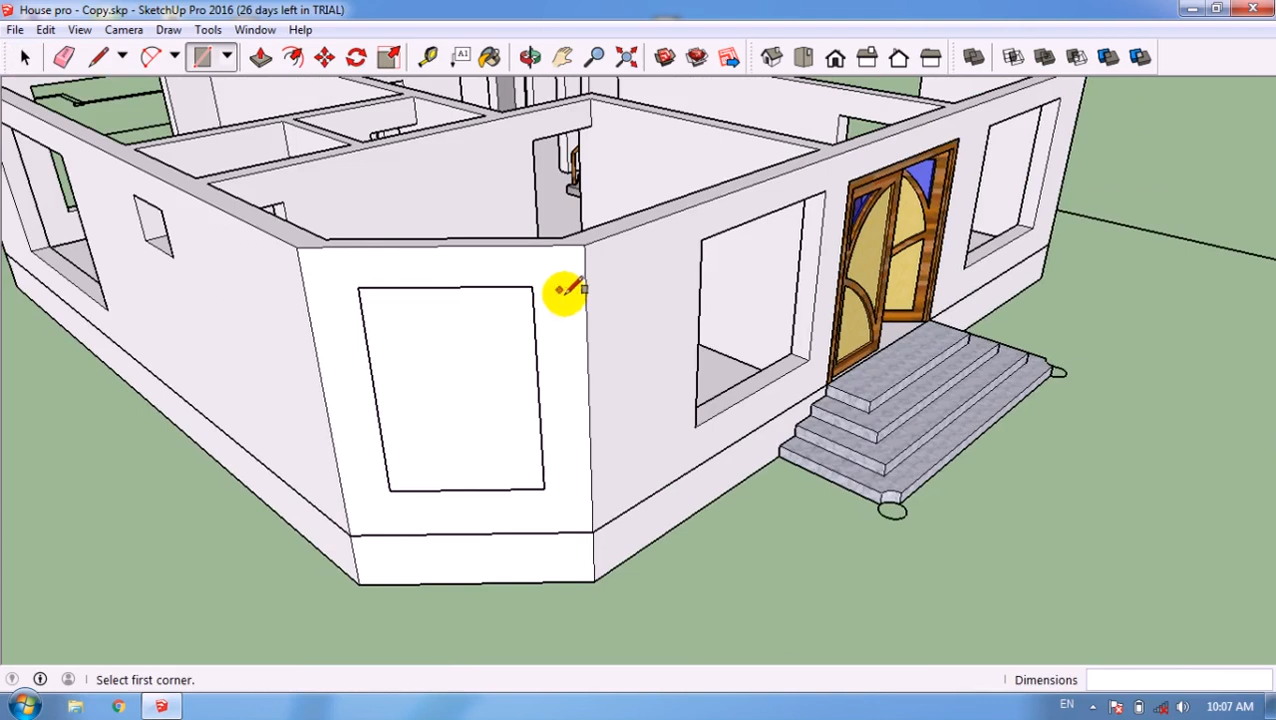 House pro - Copy.skp - SketchUp Pro 2016 (26 days left in TRIAL)
File Edit View Camera Draw Tools Window Help
A1
Select first corner.
Dimensions
EN
10:07 AM